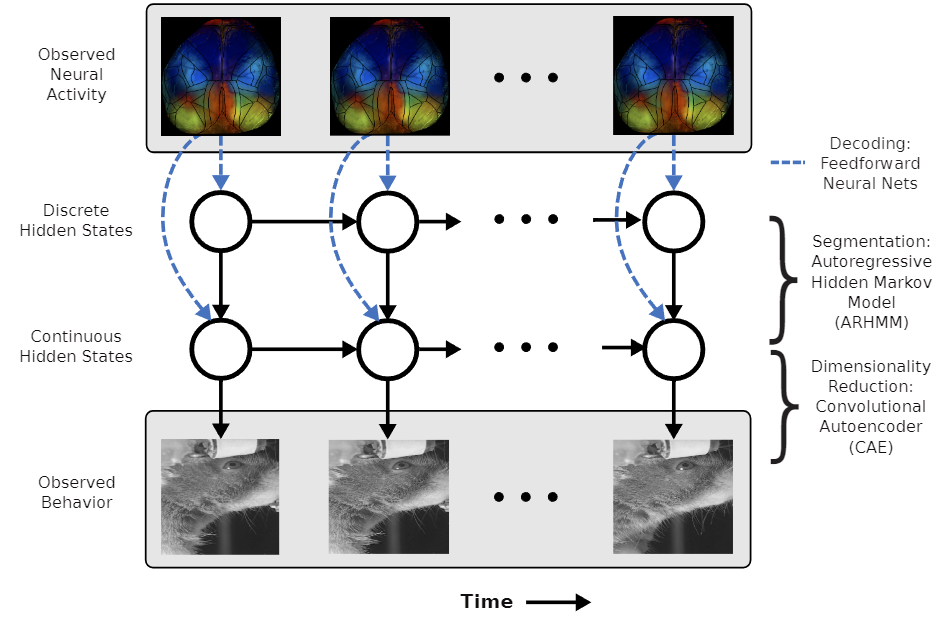 Observed
Neural
Activity
Decoding:
Feedforward
Neural Nets
Discrete
Hidden States
Segmentation:
Autoregressive
Hidden Markov
Model
(ARHMM)
Continuous
Hidden States
Dimensionality
Reduction:
Convolutional
Autoencoder
(CAE)
Observed
Behavior
Time